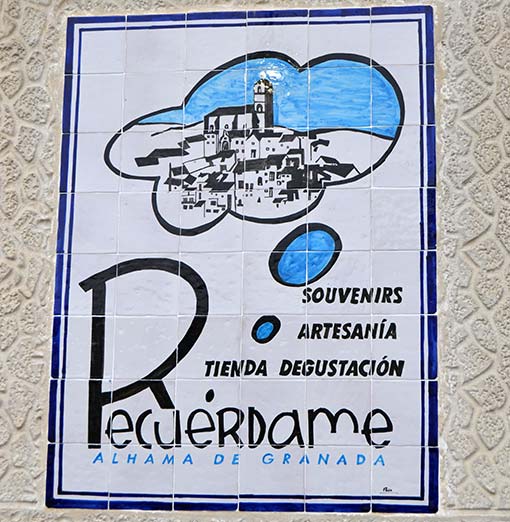 SOUVENIRS
ARTESANÍA
TIENDA DEGUSTACIÓN
RECUÉRDAME
ALHAMA DE GRANADA